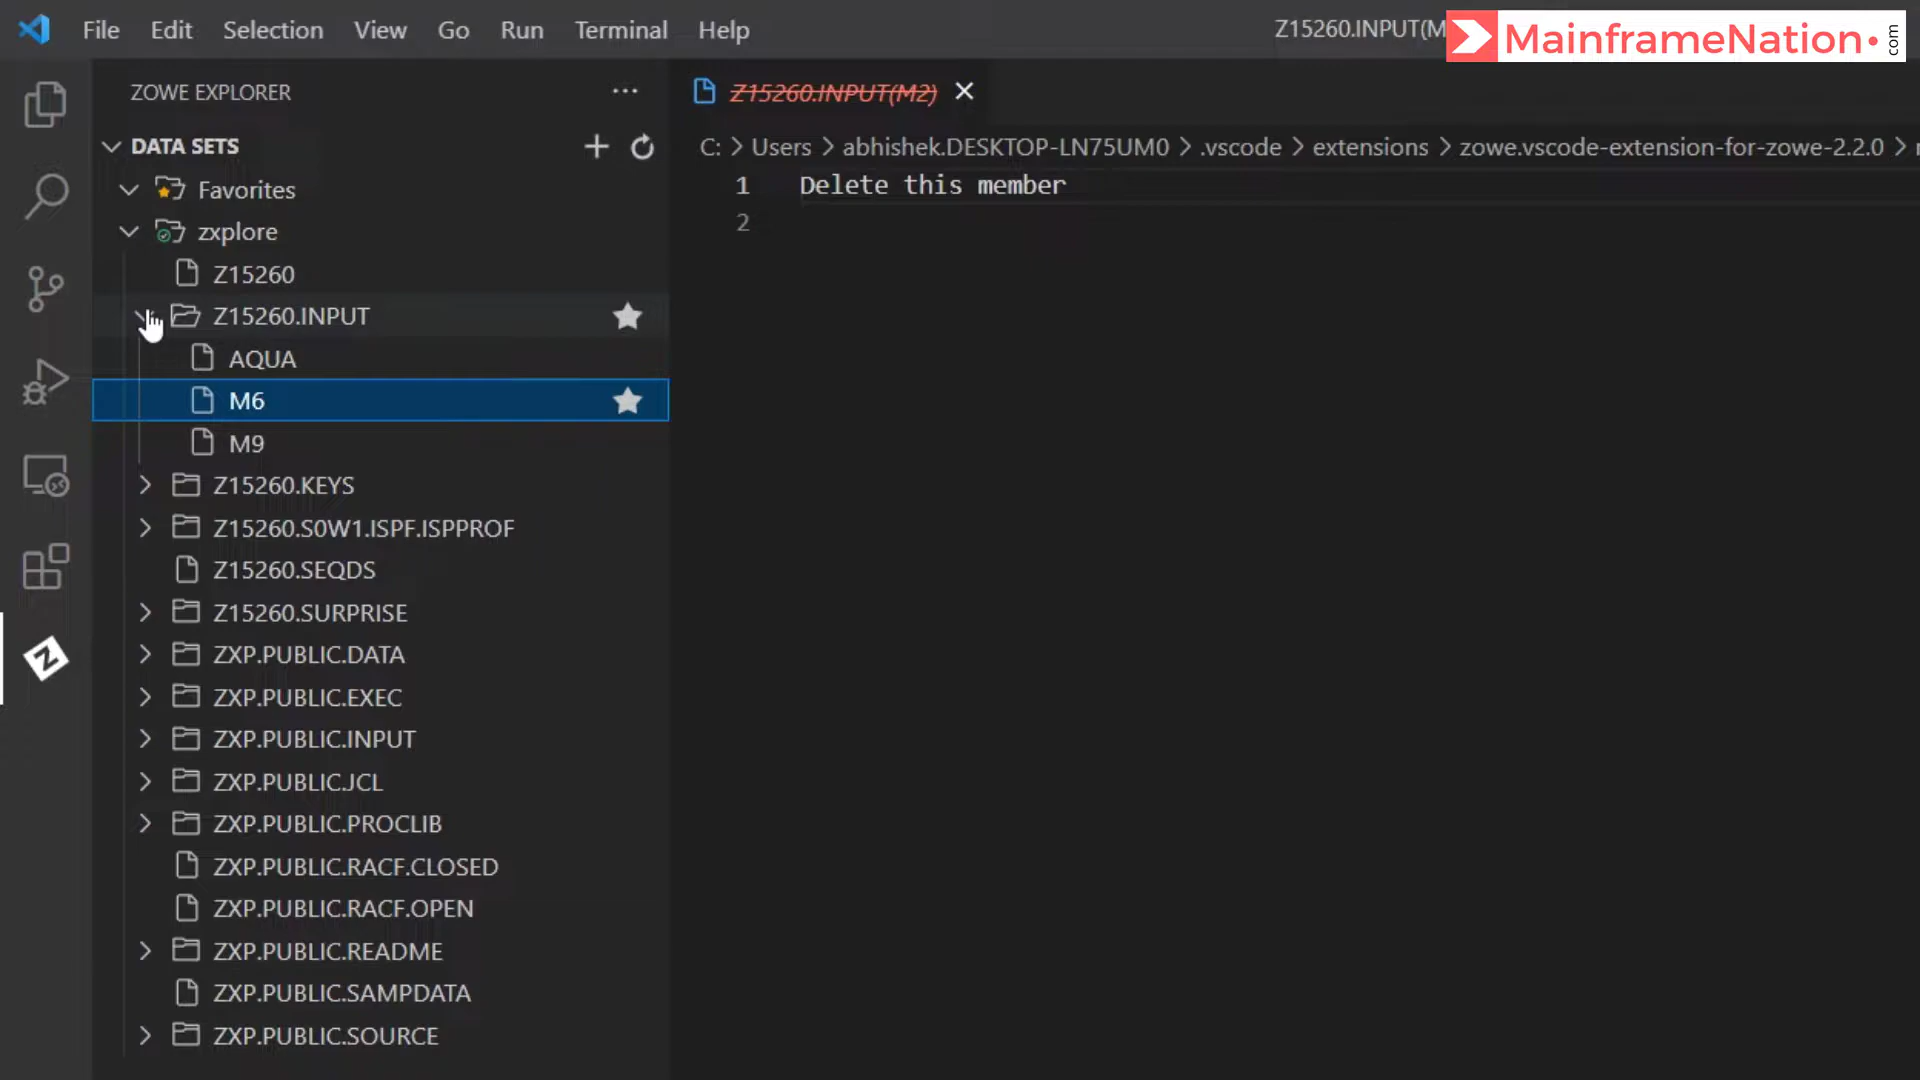 File Edit Selection View Go Run Terminal Help
Z15260.INPUT(M
MainframeNation.com
ZOWE EXPLORER
Z15260.INPUT(M2)
DATA SETS
C: > Users > abhishek.DESKTOP-LN75UM0 > .vscode > extensions > zowe.vscode-extension-for-zowe-2.2.0 >
1 Delete this member
2
Favorites
zxplore
Z15260
Z15260.INPUT
AQUA
M6
M9
Z15260.KEYS
Z15260.S0W1.ISPF.ISPPROF
Z15260.SEQDS
Z15260.SURPRISE
ZXP.PUBLIC.DATA
ZXP.PUBLIC.EXEC
ZXP.PUBLIC.INPUT
ZXP.PUBLIC.JCL
ZXP.PUBLIC.PROCLIB
ZXP.PUBLIC.RACF.CLOSED
ZXP.PUBLIC.RACF.OPEN
ZXP.PUBLIC.README
ZXP.PUBLIC.SAMPDATA
ZXP.PUBLIC.SOURCE